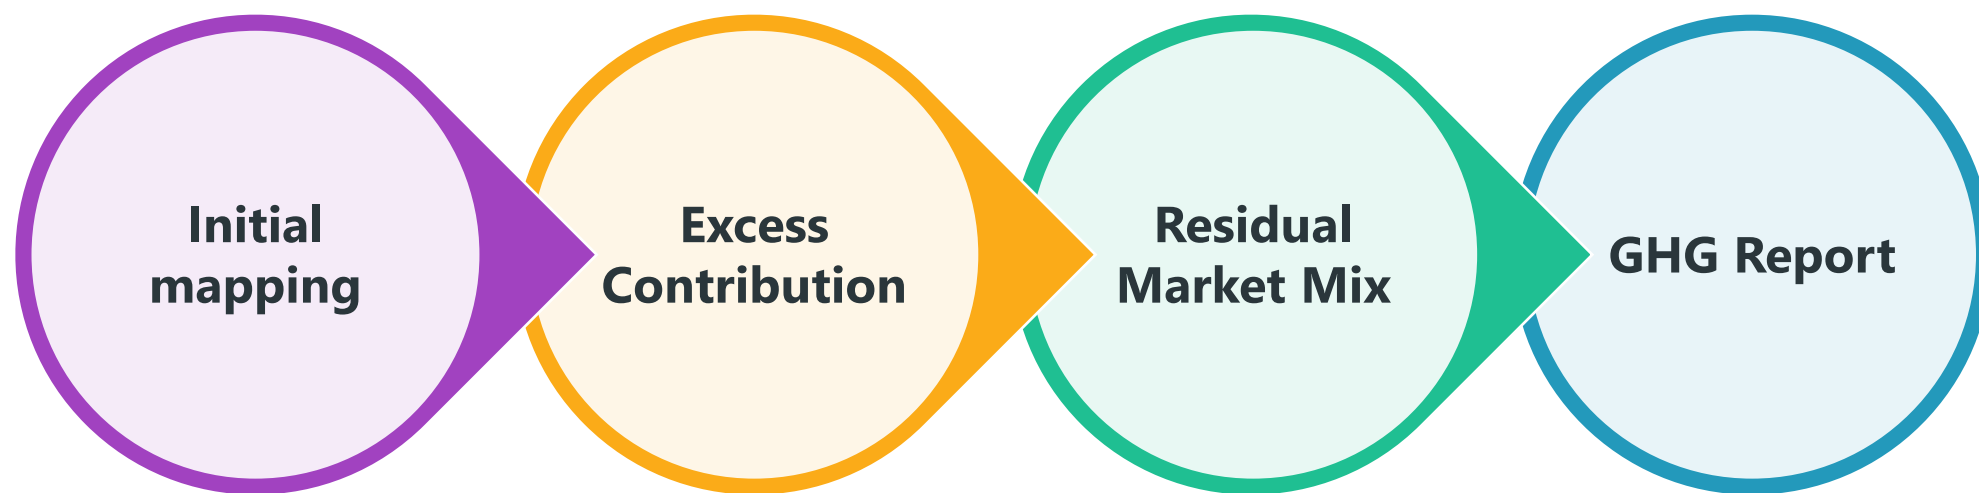 Initial
mapping
Excess
Contribution
Residual
Market Mix
GHG Report